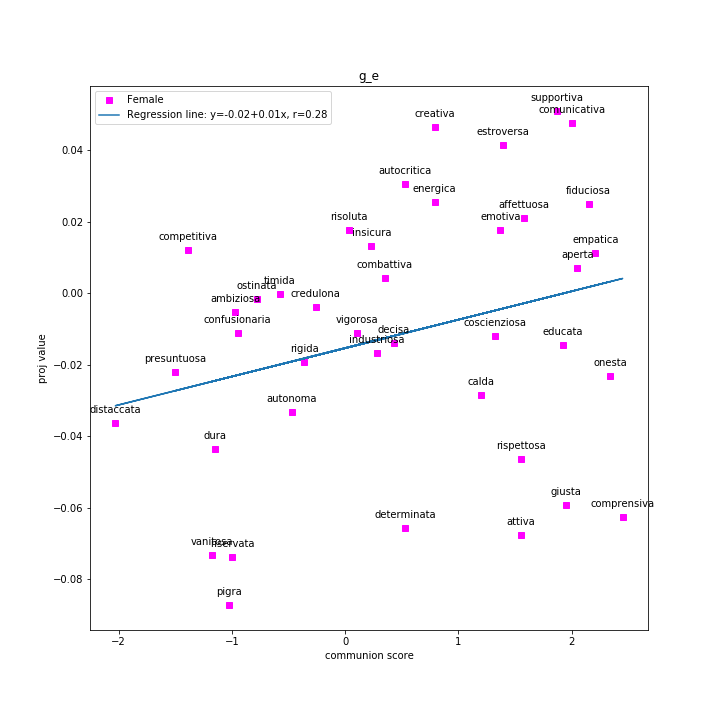 g_e
Female
Regression line: y=-0.02+0.01x, r=0.28
supportiva
comunicativa
creativa
estroversa
autocritica
energica
fiduciosa
affettuosa
risoluta
emotiva
insicura
competitiva
empatica
aperta
combattiva
timida
ostinata
credulona
ambiziosa
confusionaria
vigorosa
decisa
coscienziosa
industriosa
educata
rigida
presuntuosa
onesta
calda
autonoma
distaccata
dura
rispettosa
giusta
comprensiva
determinata
attiva
vanitosa
riservata
pigra
0.04
0.02
0.00
−0.02
−0.04
−0.06
−0.08
proj value
−2
−1
0
1
2
communion score